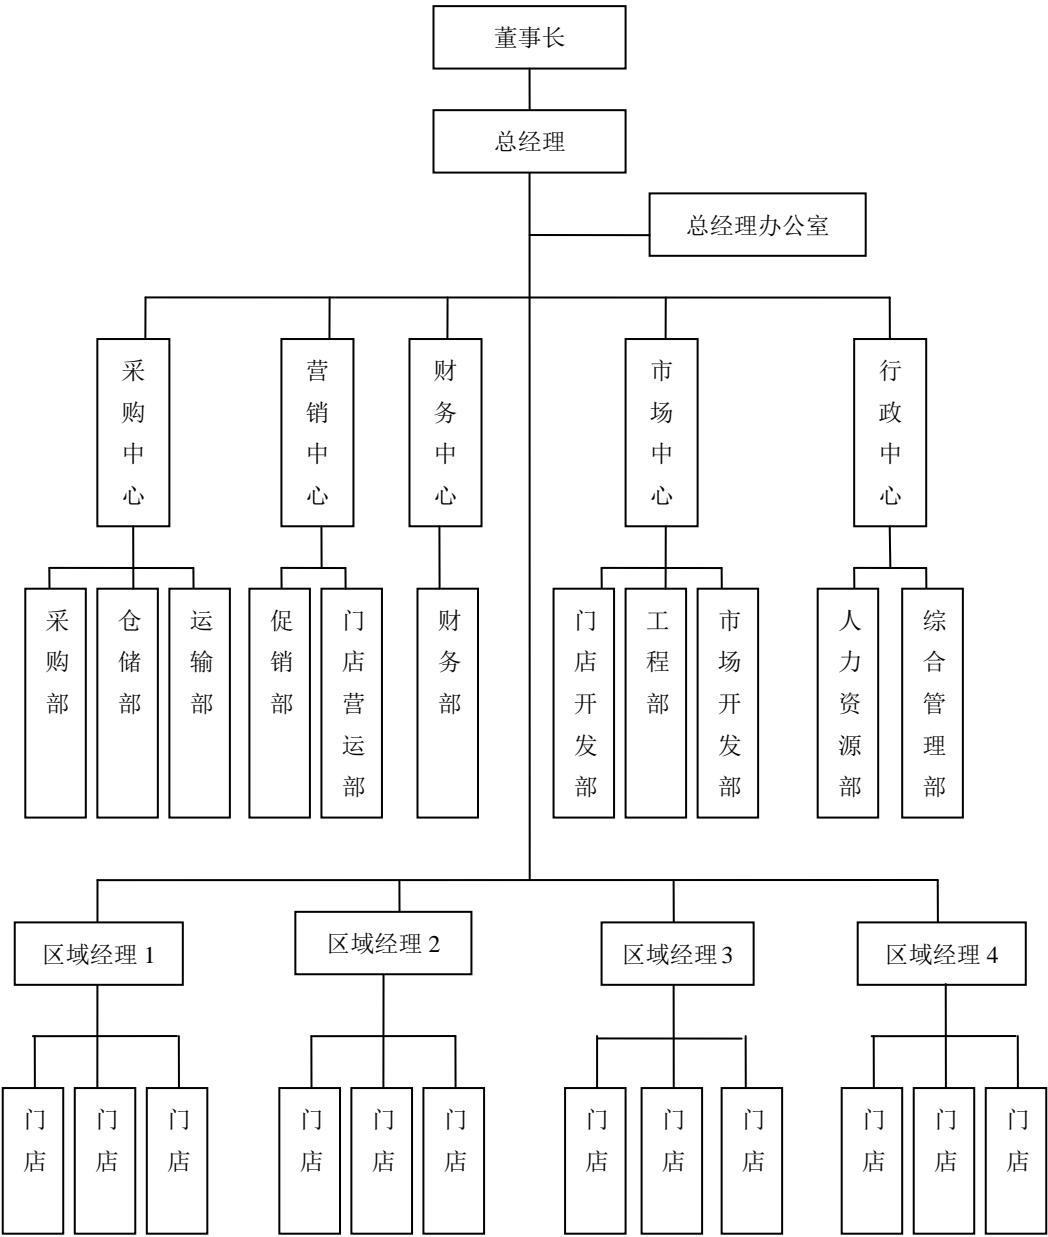 董事长
总经理
总经理办公室
采购中心
营销中心
财务中心
市场中心
行政中心
采购部
仓储部
运输部
促销部
门店营运部
财务部
门店开发部
工程部
市场开发部
人力资源部
综合管理部
区域经理 1
区域经理 2
区域经理 3
区域经理 4
门店
门店
门店
门店
门店
门店
门店
门店
门店
门店
门店
门店